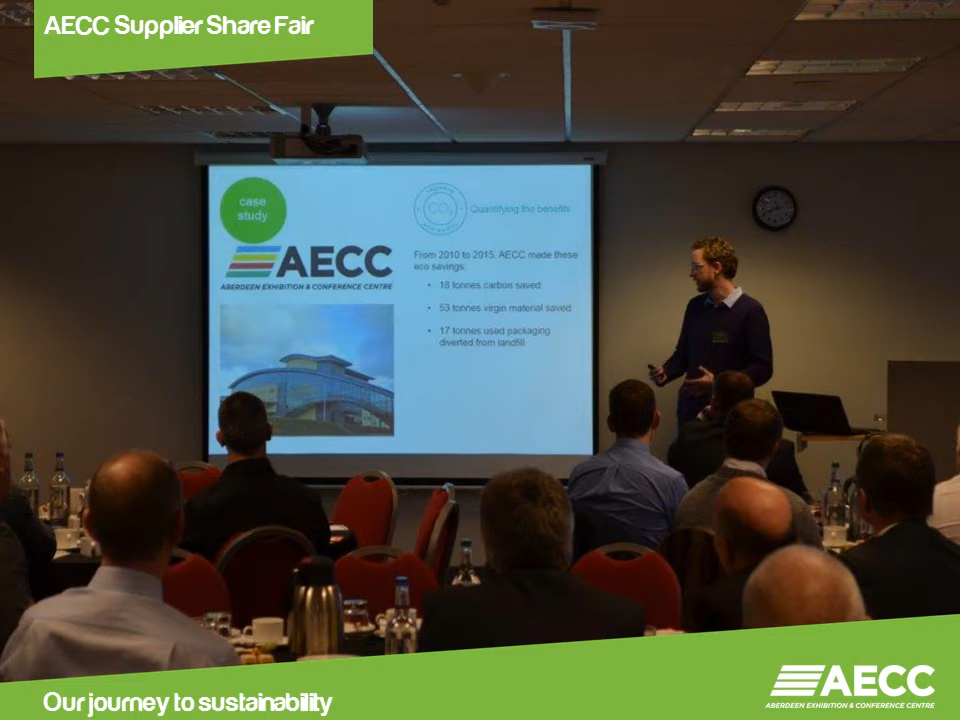 AECC Supplier Share Fair
case
study
AECC
ABERDEEN EXHIBITION & CONFERENCE CENTRE
CO₂
Quantifying the benefits
From 2010 to 2015, AECC made these
eco savings:
• 18 tonnes carbon saved
• 53 tonnes virgin material saved
• 17 tonnes used packaging
diverted from landfill
Our journey to sustainability
AECC
ABERDEEN EXHIBITION & CONFERENCE CENTRE